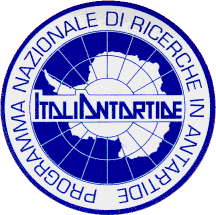 PROGRAMMA NAZIONALE DI RICERCHE IN ANTARTIDE
ITALIANTARTIDE